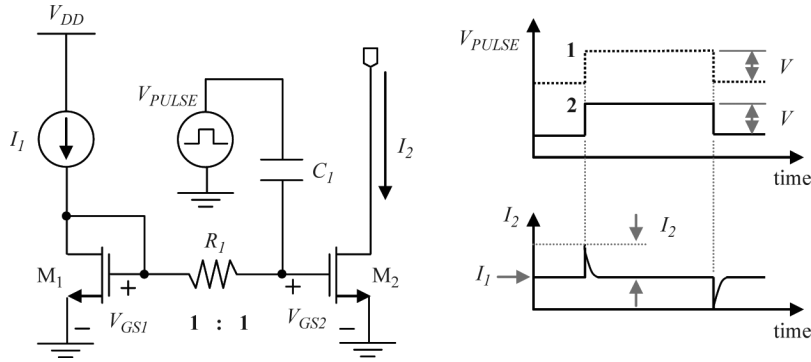 V_DD
I_1
V_PULSE
C_1
I_2
R_1
M_1
M_2
+
+
V_GS1
1 : 1
V_GS2
−
−
V_PULSE
1
2
V
V
time
I_2
I_2
I_1
time